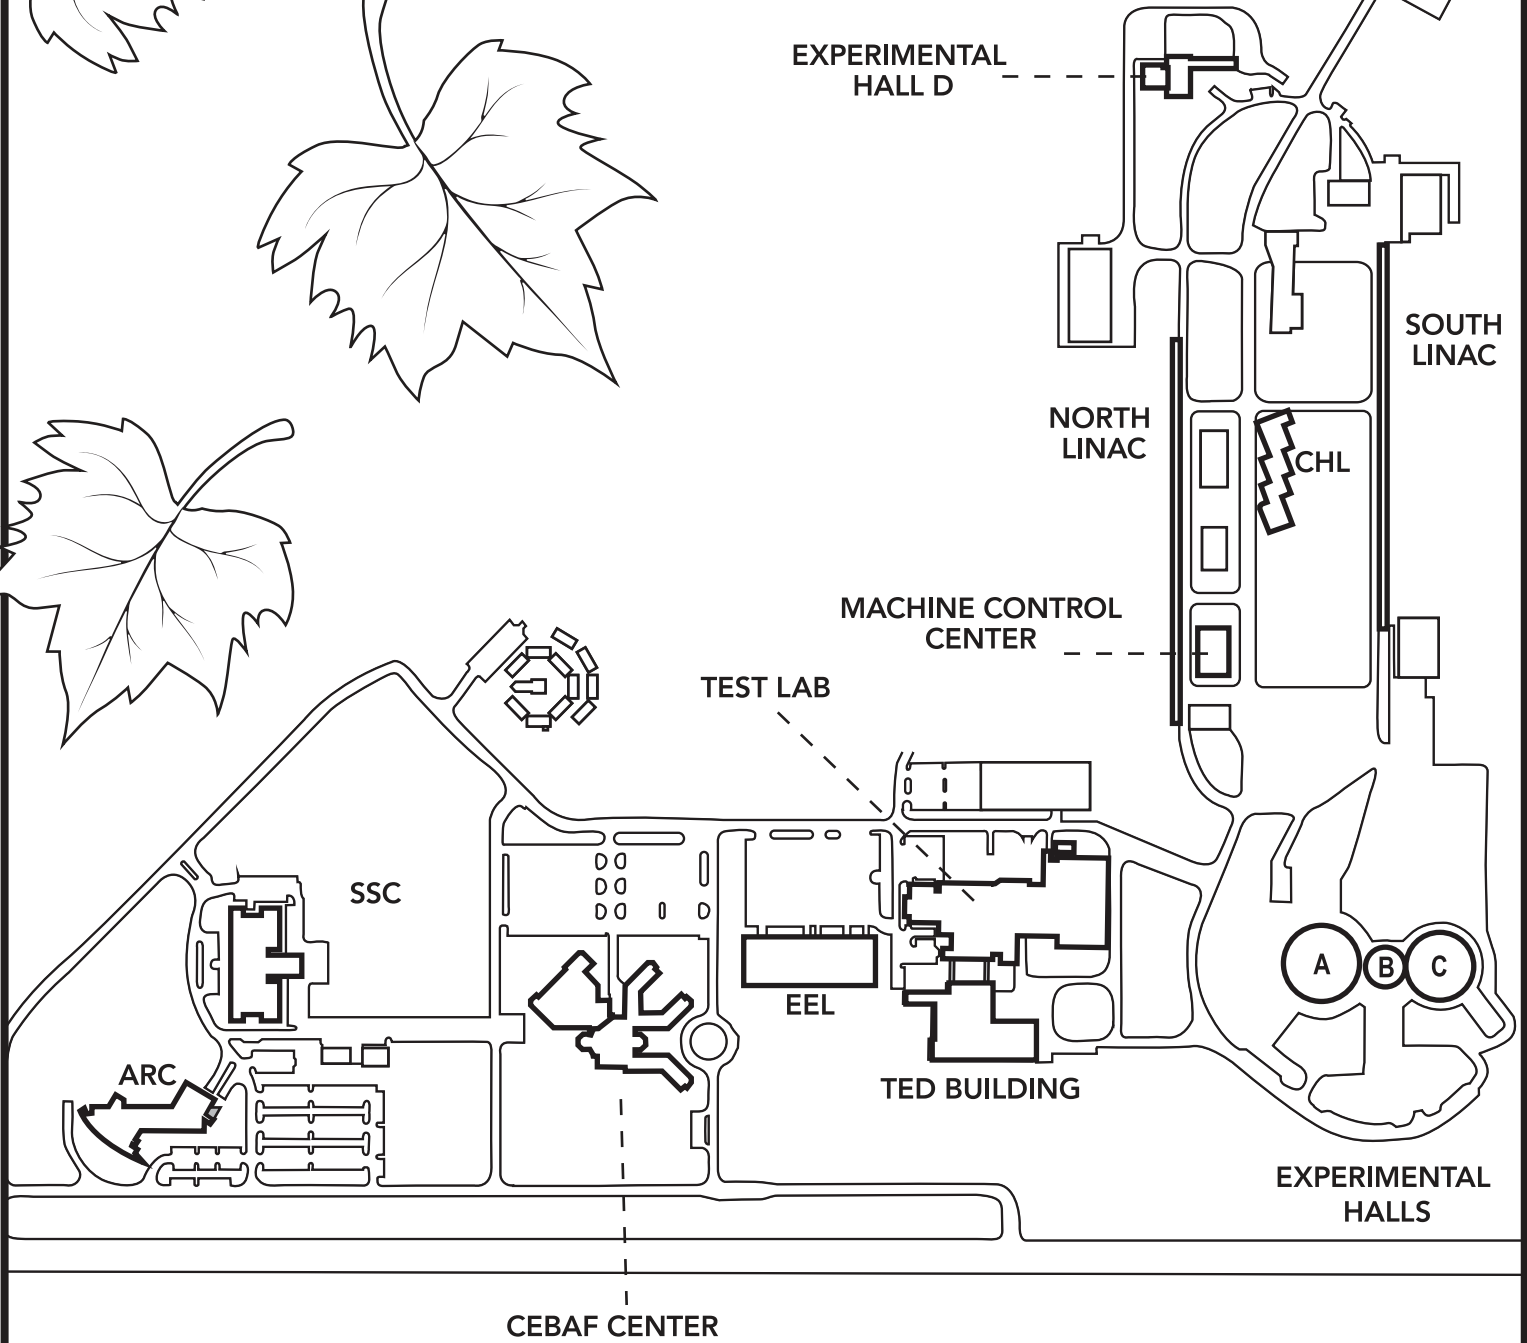 EXPERIMENTAL
HALL D
SOUTH
LINAC
NORTH
LINAC
CHL
MACHINE CONTROL
CENTER
TEST LAB
SSC
A
B
C
EEL
ARC
TED BUILDING
EXPERIMENTAL
HALLS
CEBAF CENTER